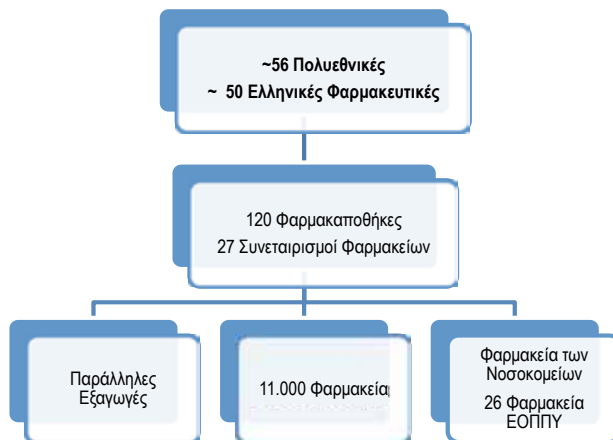 ~56 Πολυεθνικές
~ 50 Ελληνικές Φαρμακευτικές
120 Φαρμακαποθήκες
27 Συνεταιρισμοί Φαρμακείων
Παράλληλες
Εξαγωγές
11.000 Φαρμακεία
Φαρμακεία των
Νοσοκομείων
26 Φαρμακεία
ΕΟΠΠΥ